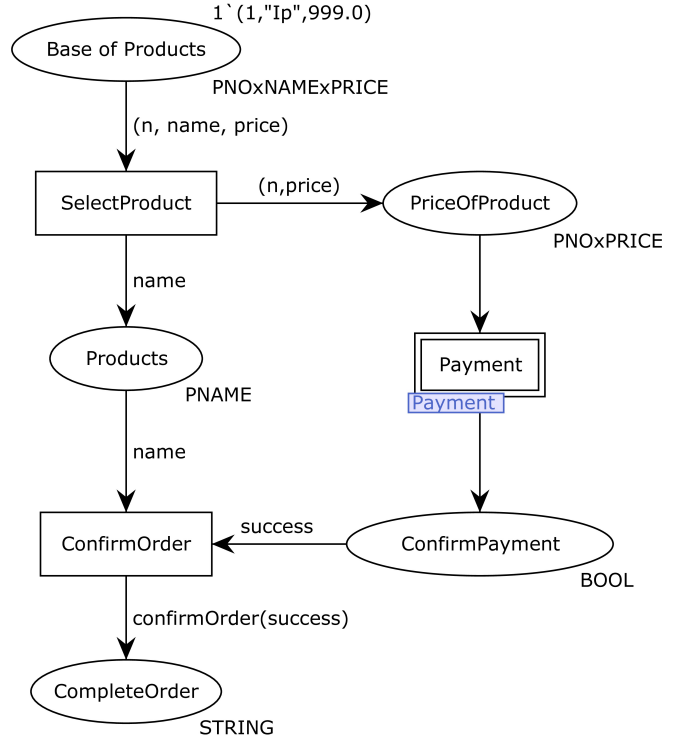 1`(1,"Ip",999.0)
Base of Products
PNOxNAMExPRICE
(n, name, price)
SelectProduct
(n,price)
PriceOfProduct
PNOxPRICE
name
Products
PNAME
Payment
Payment
name
ConfirmOrder
success
ConfirmPayment
BOOL
confirmOrder(success)
CompleteOrder
STRING